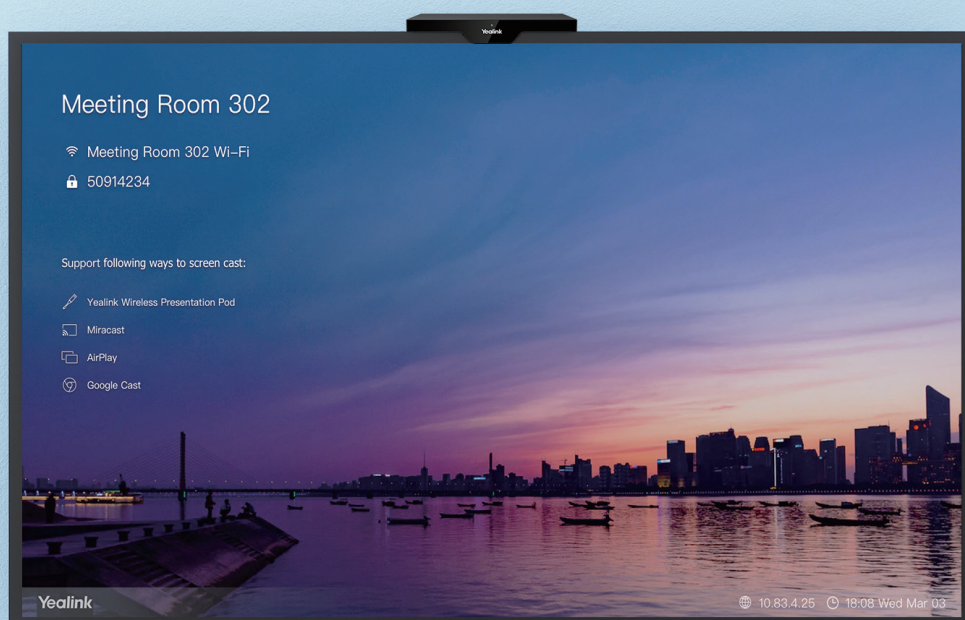 Yealink
Meeting Room 302
Meeting Room 302 Wi-Fi
50914234
Support following ways to screen cast:
Yealink Wireless Presentation Pod
Miracast
AirPlay
Google Cast
Yealink
10.83.4.25 18:08 Wed Mar 03